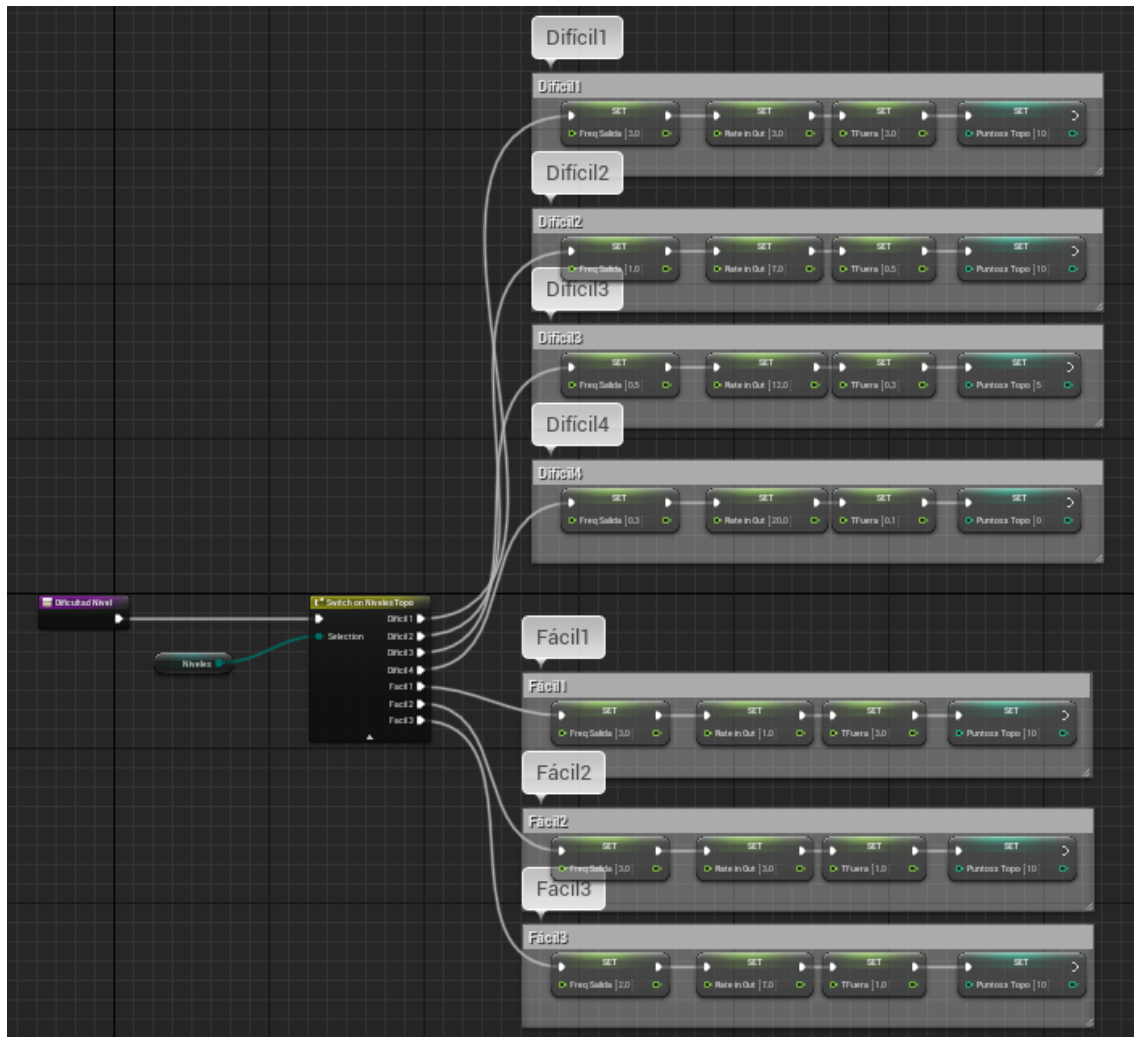 Difícil1
Difícil1
SET SET SET SET
Freq Salida 3,0 Rate in Out 3,0 TFuera 3,0 Puntosa Topo 10
Difícil2
Difícil2
SET SET SET SET
Freq Salida 1,0 Rate in Out 7,0 TFuera 0,5 Puntosa Topo 10
Difícil3
Difícil3
SET SET SET SET
Freq Salida 0,5 Rate in Out 12,0 TFuera 0,3 Puntosa Topo 5
Difícil4
Difícil4
SET SET SET SET
Freq Salida 0,3 Rate in Out 20,0 TFuera 0,1 Puntosa Topo 0
Dificultad Nivel
Switch on NivelesTopo
Selection
Niveles
Dificil 1
Dificil 2
Dificil 3
Dificil 4
Facil 1
Facil 2
Facil 3
Fácil1
Fácil1
SET SET SET SET
Freq Salida 3,0 Rate in Out 1,0 TFuera 3,0 Puntosa Topo 10
Fácil2
Fácil2
SET SET SET SET
Freq Salida 3,0 Rate in Out 3,0 TFuera 1,0 Puntosa Topo 10
Fácil3
Fácil3
SET SET SET SET
Freq Salida 2,0 Rate in Out 7,0 TFuera 1,0 Puntosa Topo 10